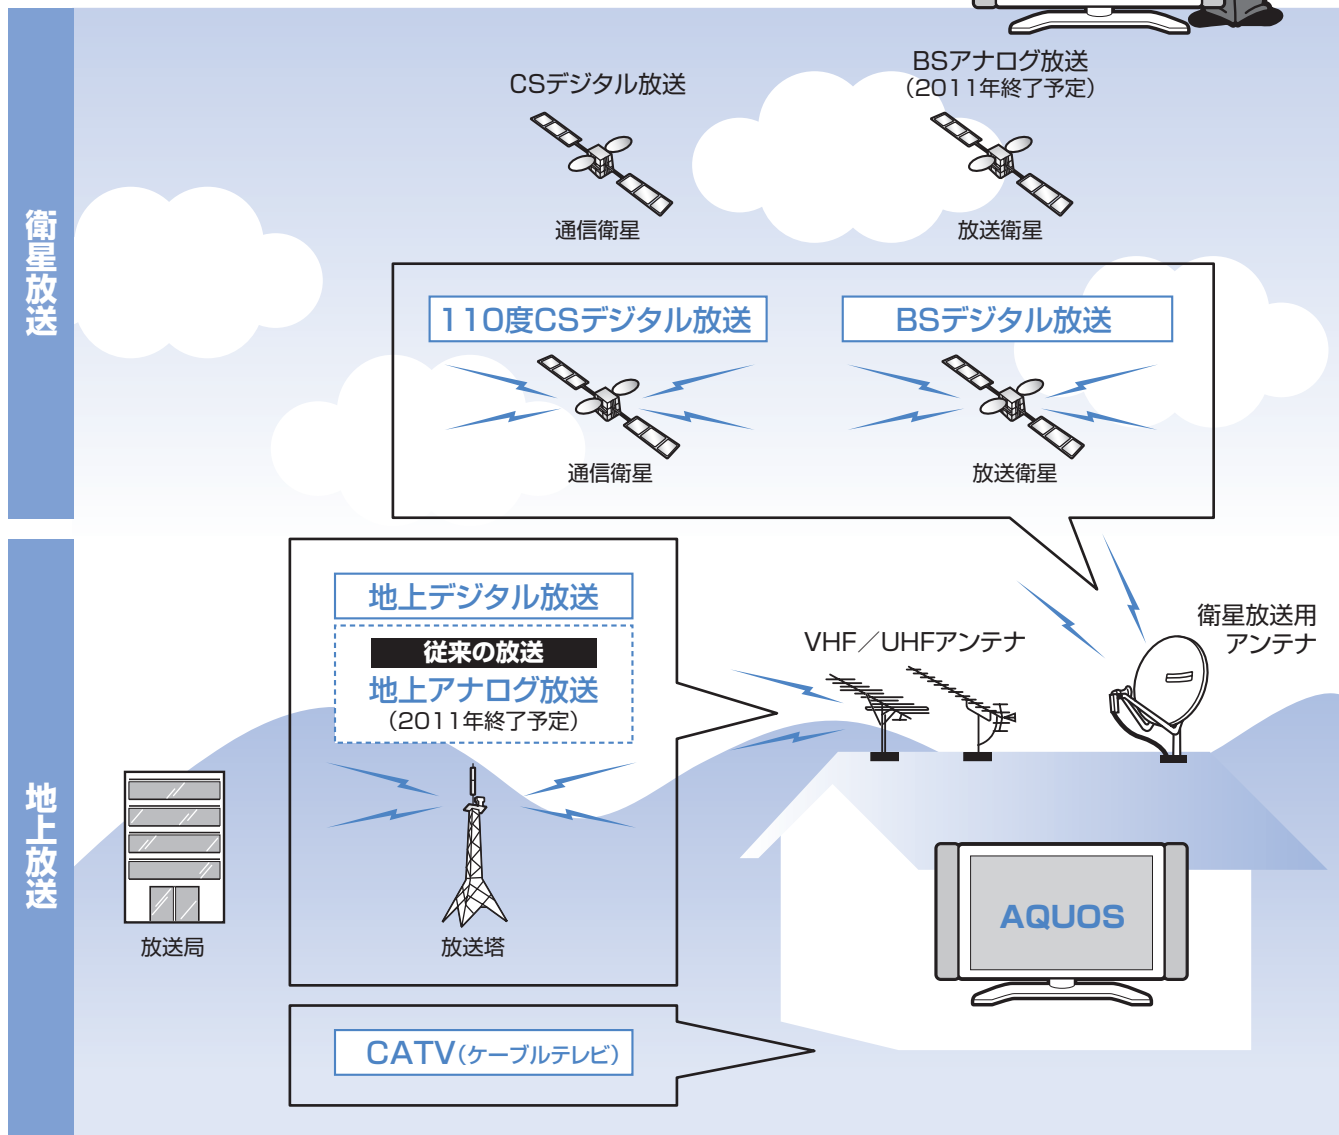 衛星放送
CSデジタル放送
通信衛星
BSアナログ放送
（2011年終了予定）
放送衛星
110度CSデジタル放送
通信衛星
BSデジタル放送
放送衛星
地上放送
地上デジタル放送
従来の放送
地上アナログ放送
（2011年終了予定）
放送局
放送塔
VHF／UHFアンテナ
衛星放送用
アンテナ
AQUOS
CATV（ケーブルテレビ）